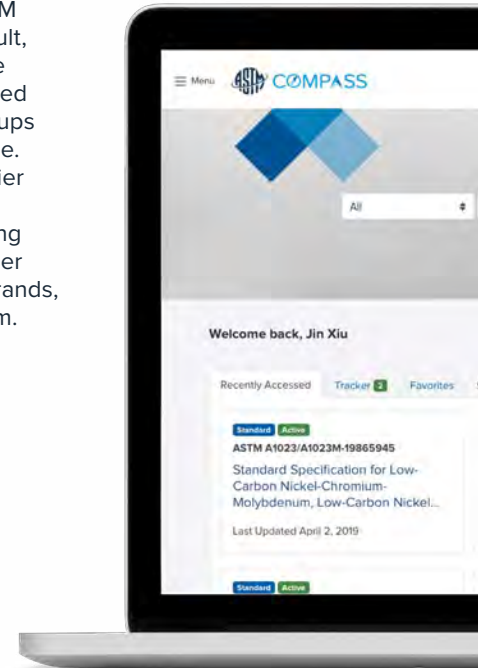 M
ult,
e
ed
ups
e.
ier
ng
er
rands,
m.
Menu ASTM COMPASS
All
Welcome back, Jin Xiu
Recently Accessed Tracker 2 Favorites
Standard Active
ASTM A1023/A1023M-19865945
Standard Specification for Low-
Carbon Nickel-Chromium-
Molybdenum, Low-Carbon Nickel...
Last Updated April 2, 2019
Standard Active